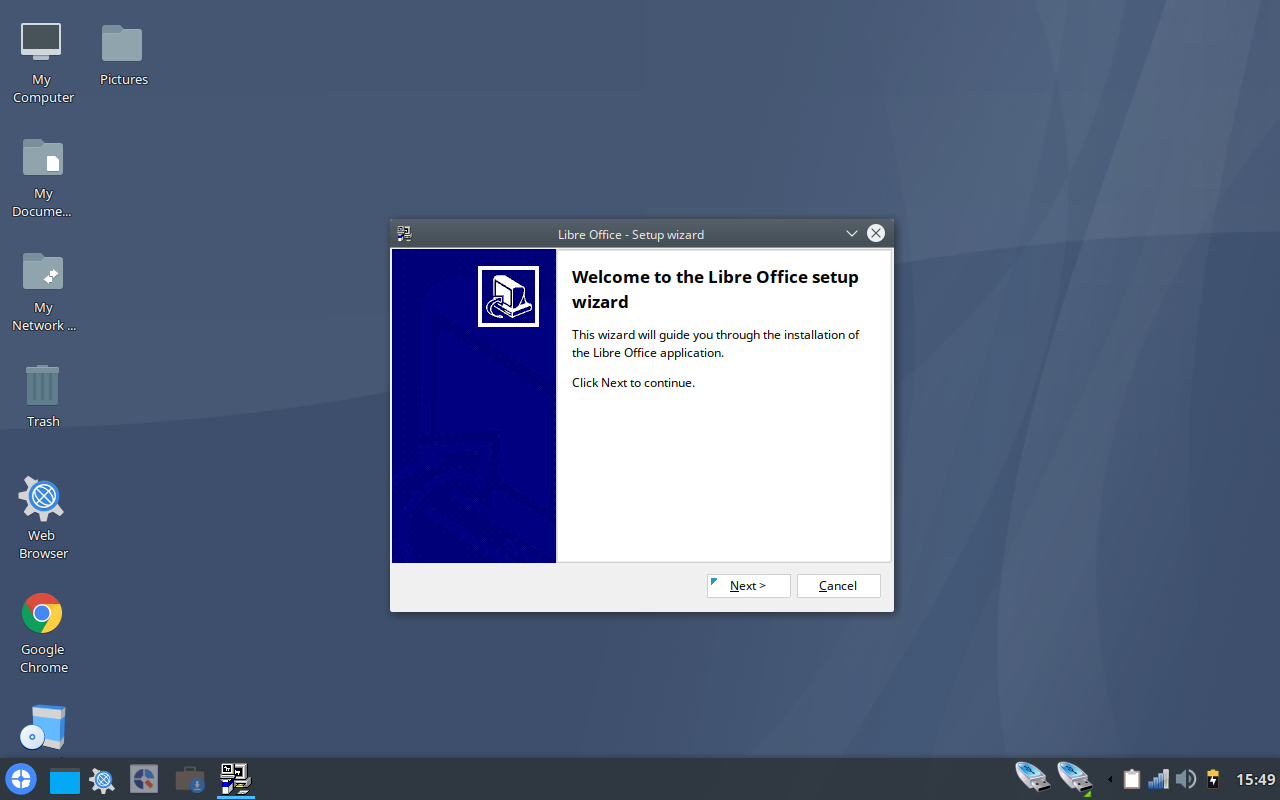 My
Computer
Pictures
My
Docume...
My
Network ...
Trash
Web
Browser
Google
Chrome
Libre Office - Setup wizard
Welcome to the Libre Office setup
wizard
This wizard will guide you through the installation of
the Libre Office application.
Click Next to continue.
Next >
Cancel
15:49